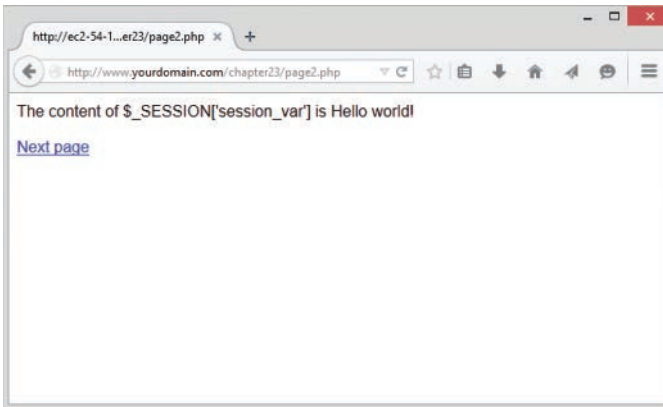 http://ec2-54-1...er23/page2.php × +
http://www.yourdomain.com/chapter23/page2.php
The content of $_SESSION['session_var'] is Hello world!
Next page